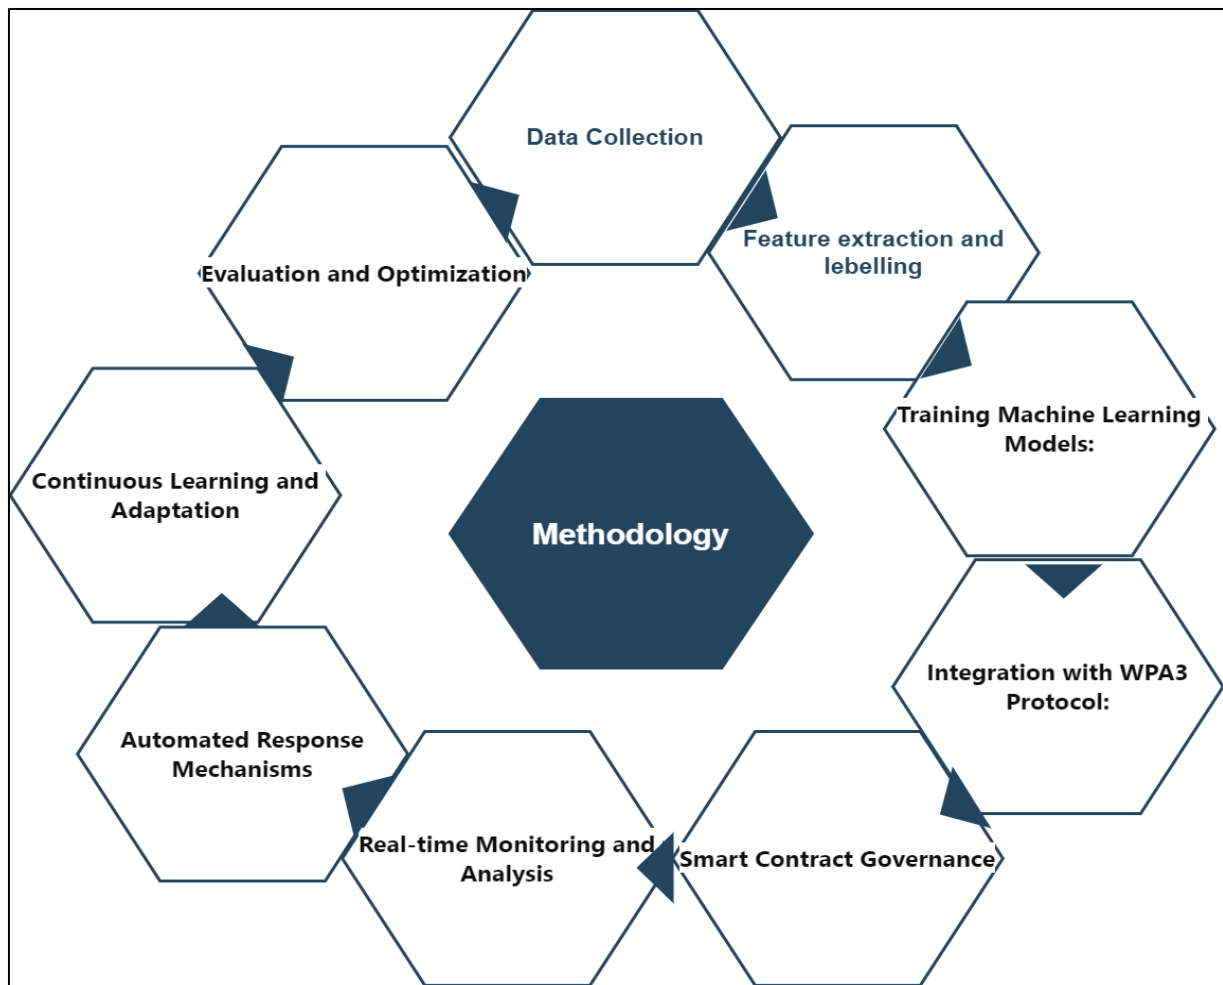 Data Collection
Feature extraction and
lebelling
Training Machine Learning
Models:
Integration with WPA3
Protocol:
Smart Contract Governance
Real-time Monitoring and
Analysis
Automated Response
Mechanisms
Continuous Learning and
Adaptation
Evaluation and Optimization
Methodology